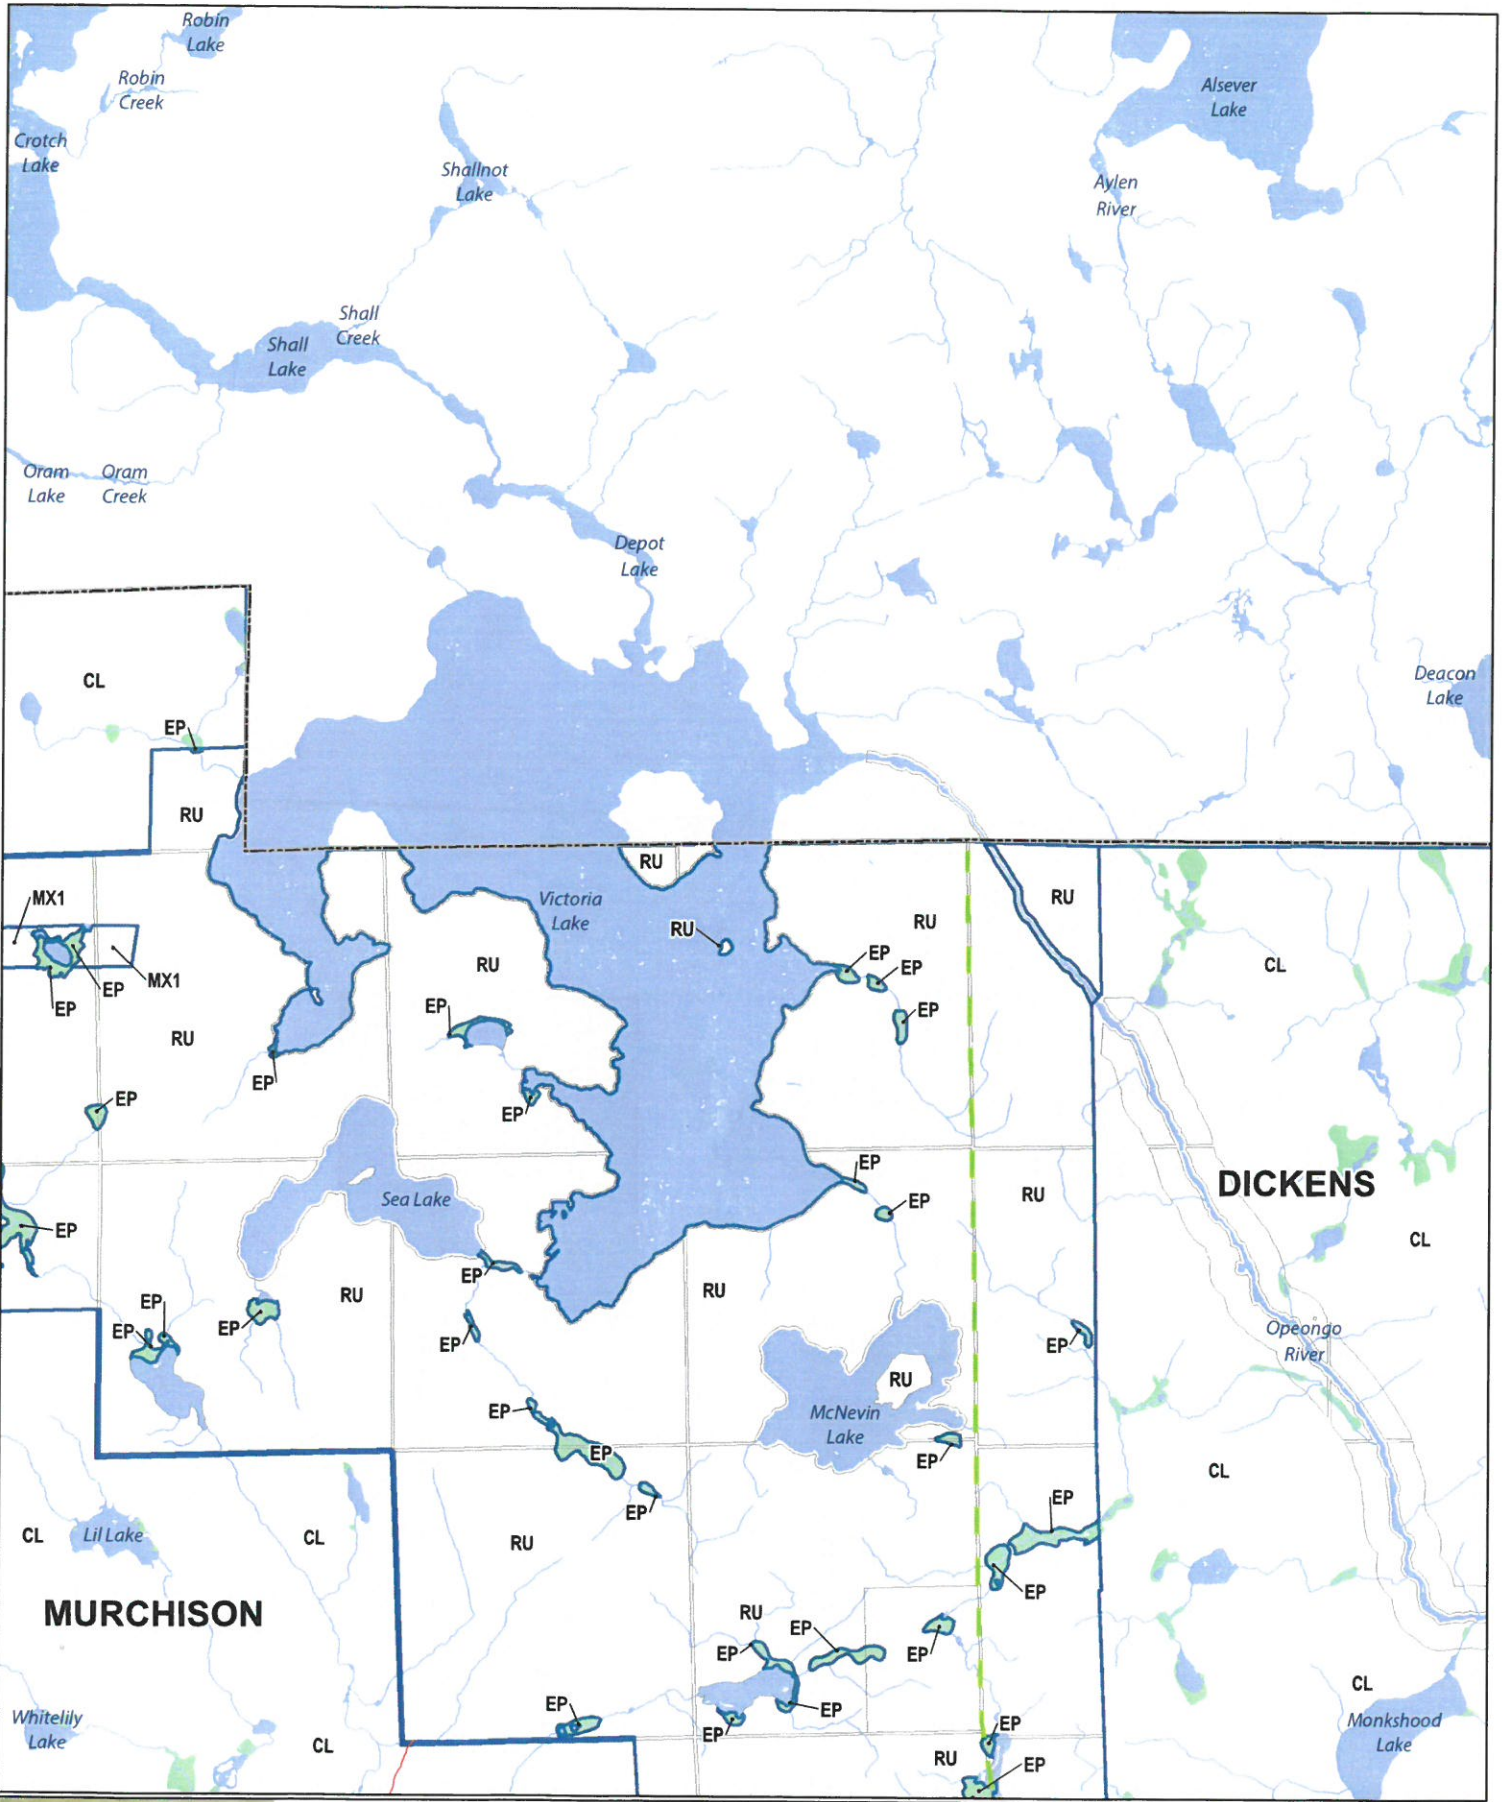 Robin
Lake
Robin
Creek
Alsever
Lake
Crotch
Lake
Shallnot
Lake
Aylen
River
Shall
Creek
Shall
Lake
Oram
Lake
Oram
Creek
Depot
Lake
CL
Deacon
Lake
EP
RU
RU
MX1
Victoria
Lake
RU
RU
RU
EP
EP
RU
CL
MX1
EP
EP
EP
EP
RU
EP
EP
EP
EP
EP
RU
DICKENS
Sea Lake
EP
EP
CL
EP
RU
RU
EP
EP
EP
EP
EP
Opeongo
River
RU
EP
McNevin
Lake
EP
EP
CL
EP
EP
CL
Lil Lake
CL
RU
EP
MURCHISON
RU
EP
EP
EP
CL
EP
EP
Whitelily
Lake
EP
Monkshood
Lake
CL
RU
EP